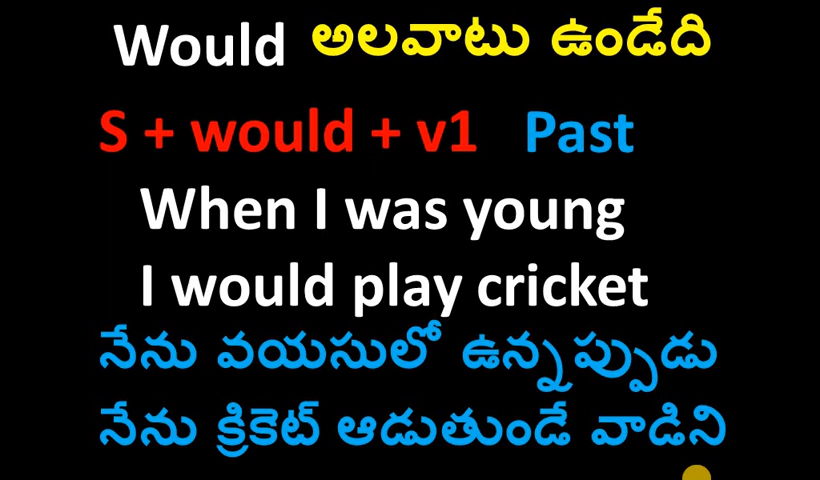 Would అలవాటు ఉండేది
S + would + v1 Past
When I was young
I would play cricket
నేను వయసులో ఉన్నప్పుడు
నేను క్రికెట్ ఆడుతుండే వాడిని